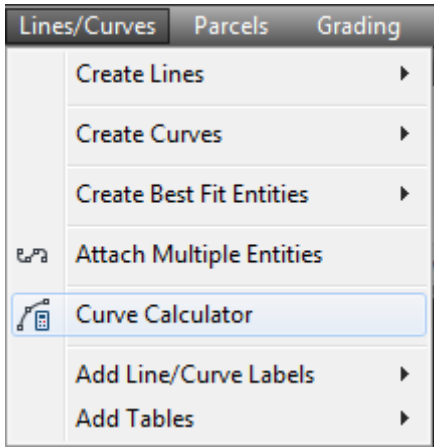 Lines/Curves Parcels Grading
Create Lines
Create Curves
Create Best Fit Entities
Attach Multiple Entities
Curve Calculator
Add Line/Curve Labels
Add Tables